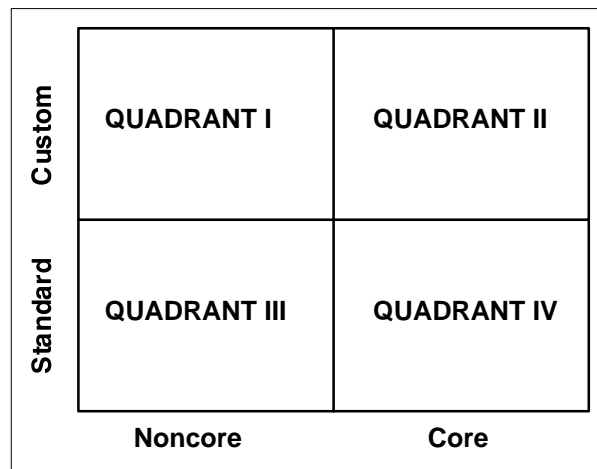 Custom
QUADRANT I
QUADRANT II
Standard
QUADRANT III
QUADRANT IV
Noncore
Core